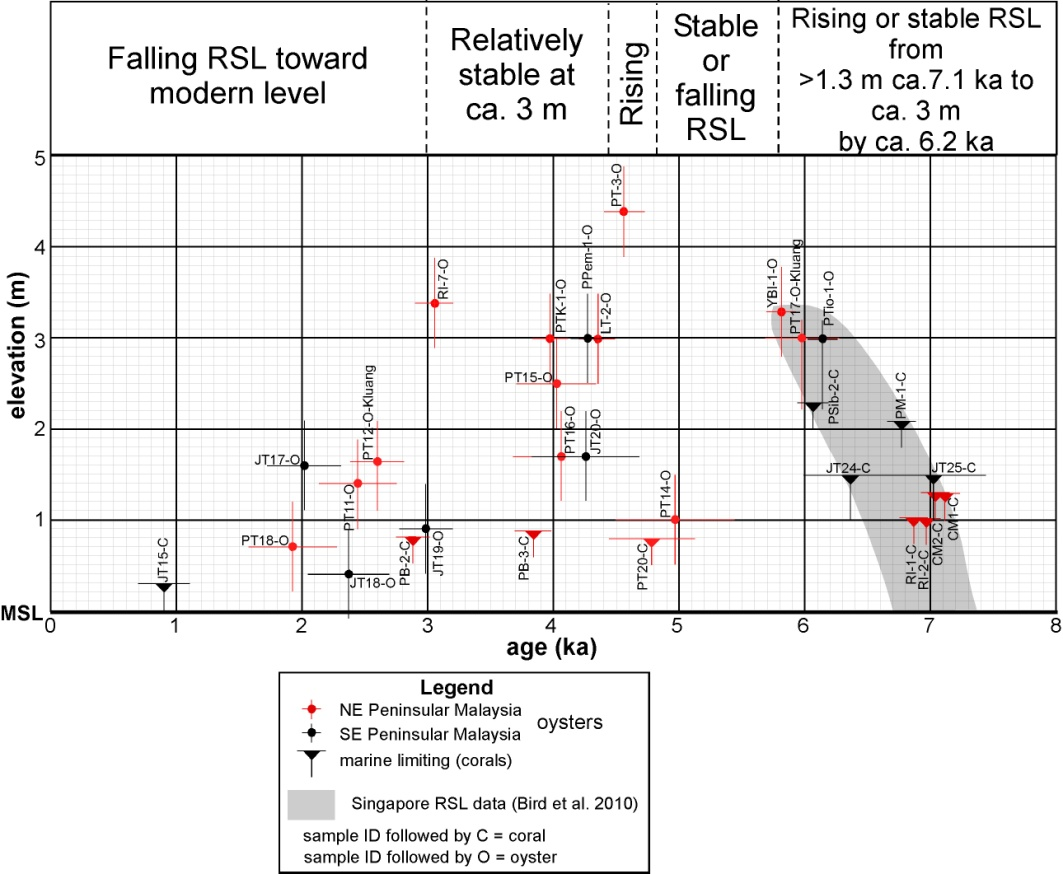 Falling RSL toward
modern level
Relatively
stable at
ca. 3 m
Rising
Stable
or
falling
RSL
Rising or stable RSL
from
>1.3 m ca.7.1 ka to
ca. 3 m
by ca. 6.2 ka
elevation (m)
5
4
3
2
1
MSL
PT-3-O
RI-7-O
PTK-1-O
PPem-1-O
LT-2-O
PT15-O
YBI-1-O
PT17-O-Kluang
PTio-1-O
PSib-2-C
PM-1-C
JT17-O
PT12-O-Kluang
PT11-O
PT16-O
JT20-O
JT24-C
JT25-C
PT18-O
JT18-O
PB-2-C
JT19-O
PB-3-C
PT14-O
PT20-C
RI-1-C
RI-2-C
CM2-C
CM1-C
JT15-C
0 1 2 3 4 5 6 7 8
age (ka)
Legend
NE Peninsular Malaysia
SE Peninsular Malaysia
oysters
marine limiting (corals)
Singapore RSL data (Bird et al. 2010)
sample ID followed by C = coral
sample ID followed by O = oyster